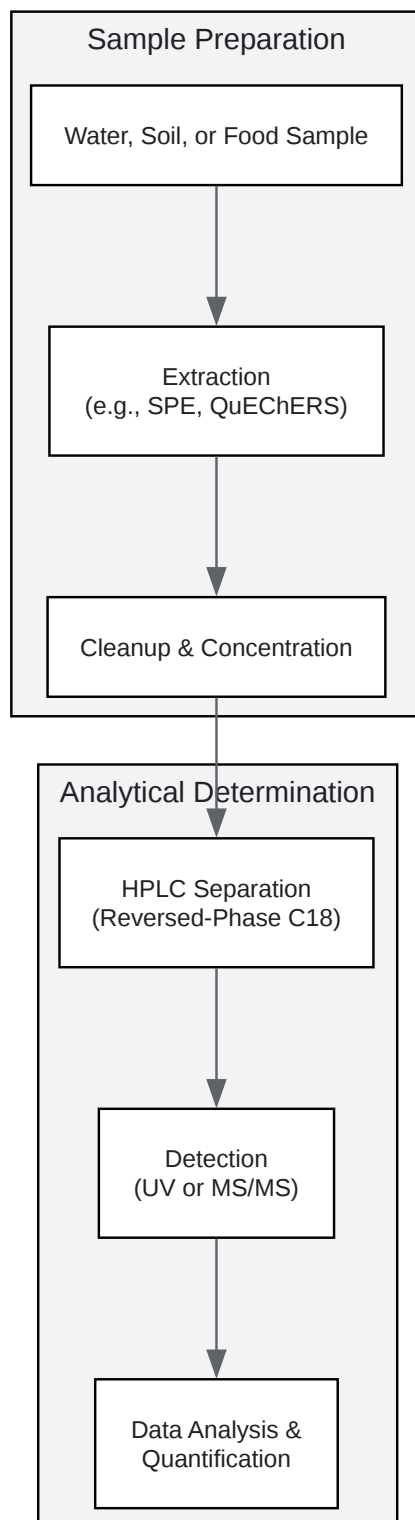 Sample Preparation
Water, Soil, or Food Sample
Extraction
(e.g., SPE, QuEChERS)
Cleanup & Concentration
Analytical Determination
HPLC Separation
(Reversed-Phase C18)
Detection
(UV or MS/MS)
Data Analysis &
Quantification